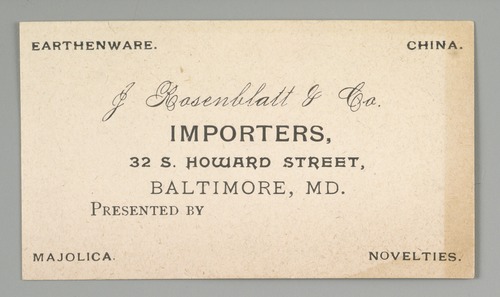 EARTHENWARE. CHINA.
J Rosenblatt & Co.
IMPORTERS,
32 S. HOWARD STREET,
BALTIMORE, MD.
PRESENTED BY
MAJOLICA. NOVELTIES.